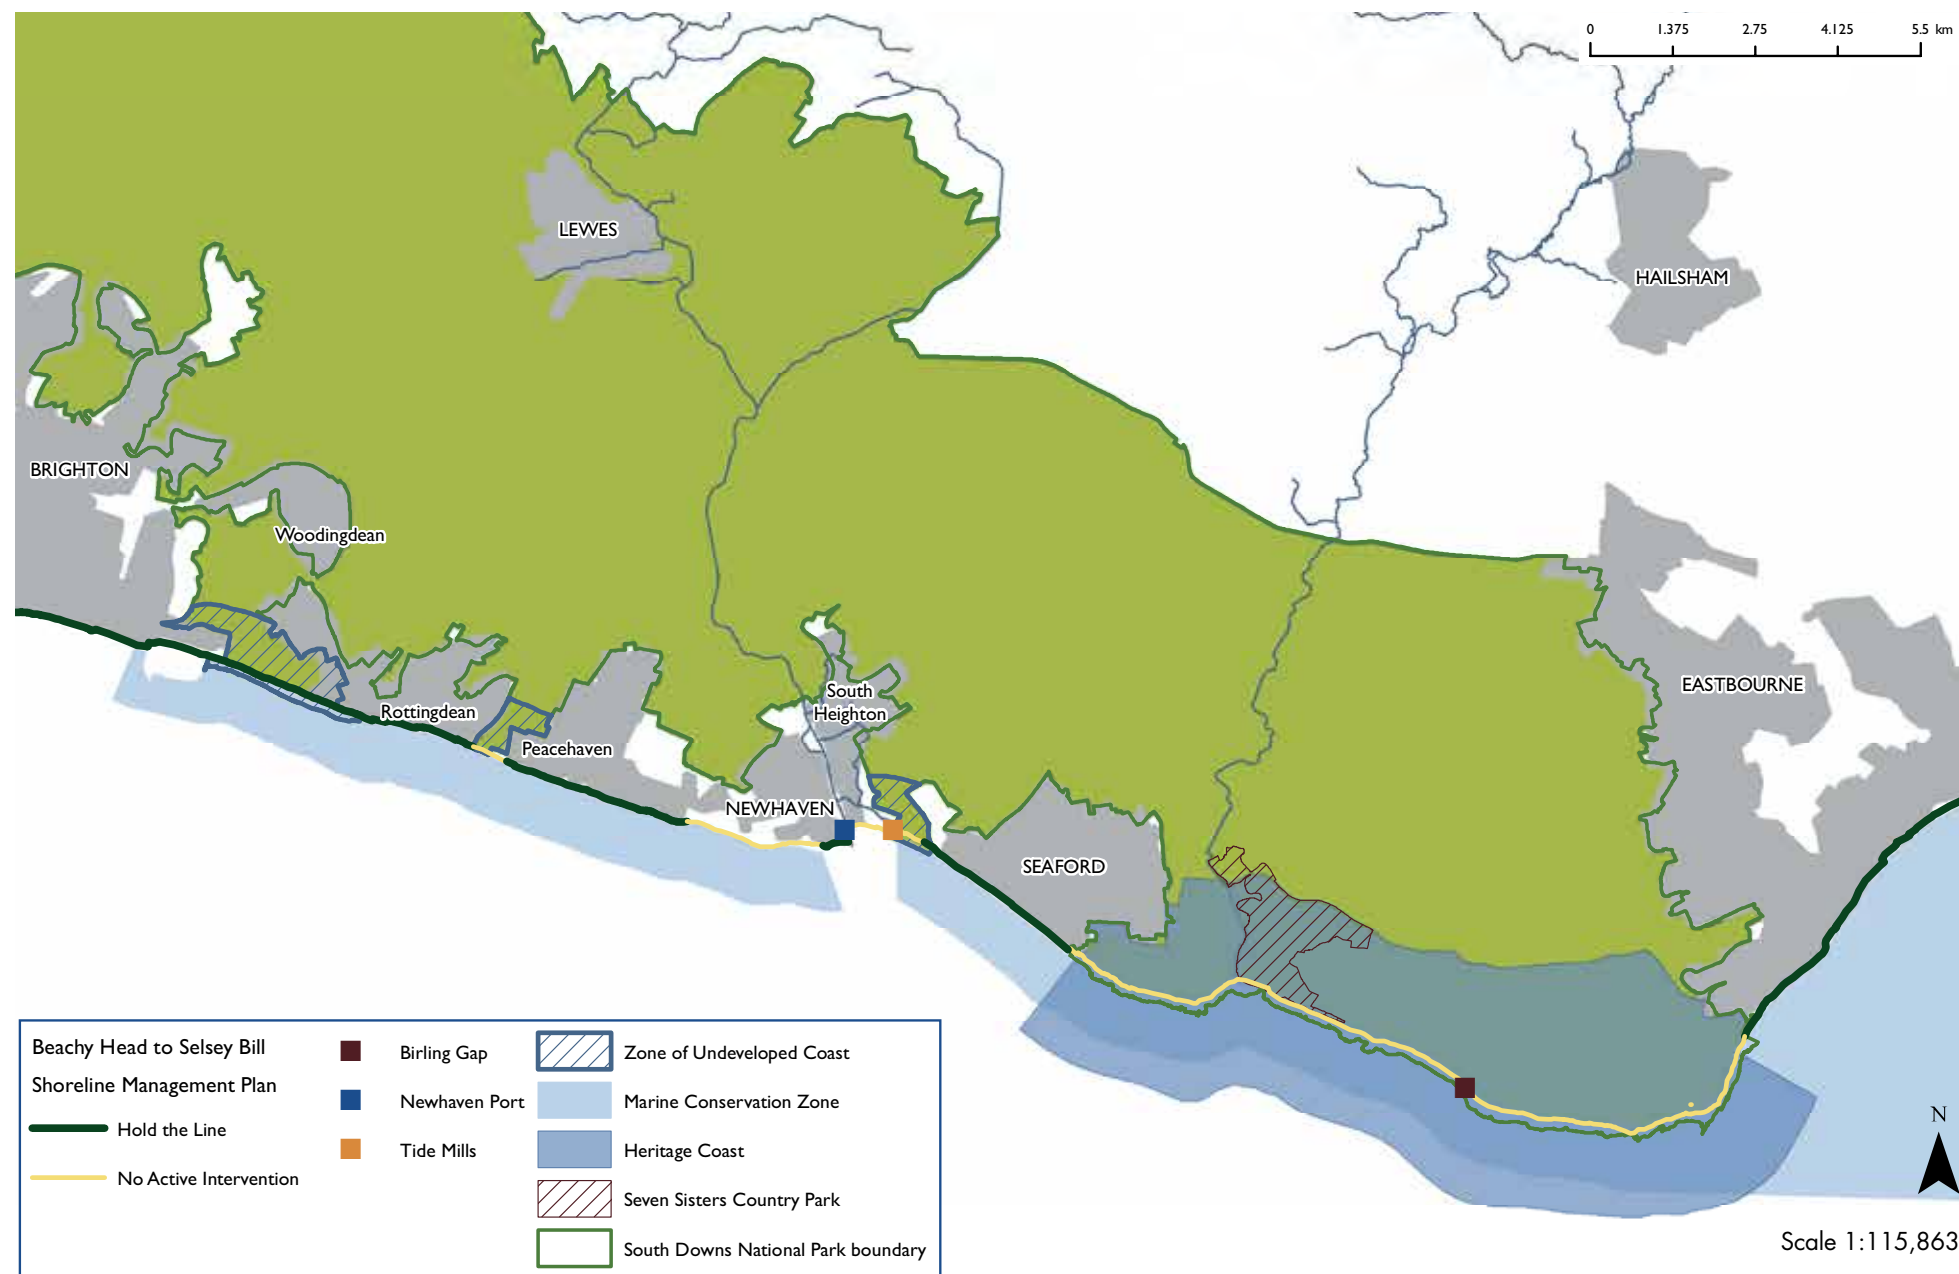 0 1.375 2.75 4.125 5.5 km
LEWES
HAILSHAM
BRIGHTON
Woodingdean
EASTBOURNE
South
Heighton
Rottingdean
Peacehaven
NEWHAVEN
SEAFORD
Beachy Head to Selsey Bill
Shoreline Management Plan
Hold the Line
No Active Intervention
Birling Gap
Newhaven Port
Tide Mills
Zone of Undeveloped Coast
Marine Conservation Zone
Heritage Coast
Seven Sisters Country Park
South Downs National Park boundary
N
Scale 1:115,863